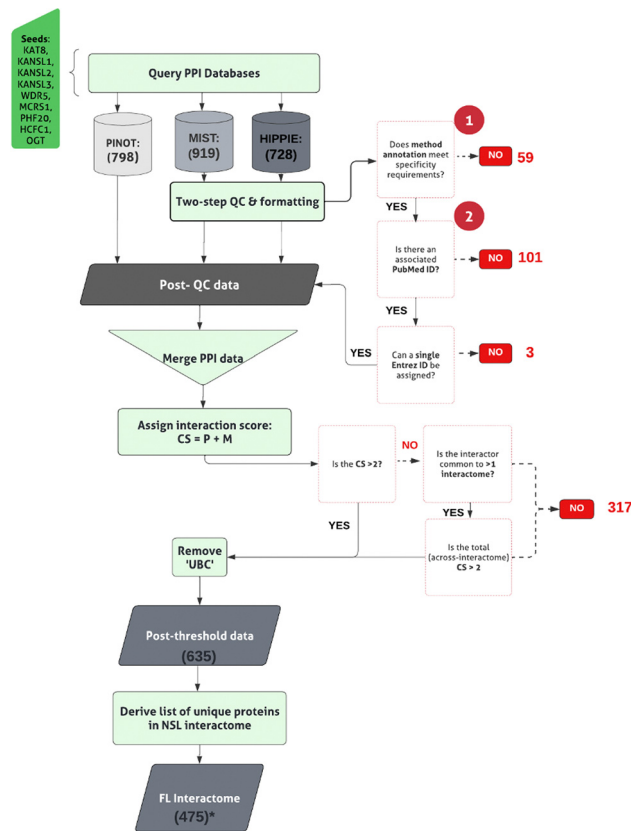 Seeds:
KAT8,
KANSL1,
KANSL2,
KANSL3,
WDR5,
MCRS1,
PHF20,
HCFC1,
OGT
Query PPI Databases
PINOT:
(798)
MIST:
(919)
HIPPIE:
(728)
Two-step QC & formatting
1
Does method
annotation meet
specificity
requirements?
NO
59
YES
2
Is there an
associated
PubMed ID?
NO
101
YES
Can a single
Entrez ID be
assigned?
NO
3
YES
Post- QC data
Merge PPI data
Assign interaction score:
CS = P + M
Is the CS >2?
NO
Is the interactor
common to >1
interactome?
NO
317
YES
YES
Is the total
(across-interactome)
CS > 2
Remove
'UBC'
Post-threshold data
(635)
Derive list of unique proteins
in NSL interactome
FL Interactome
(475)*